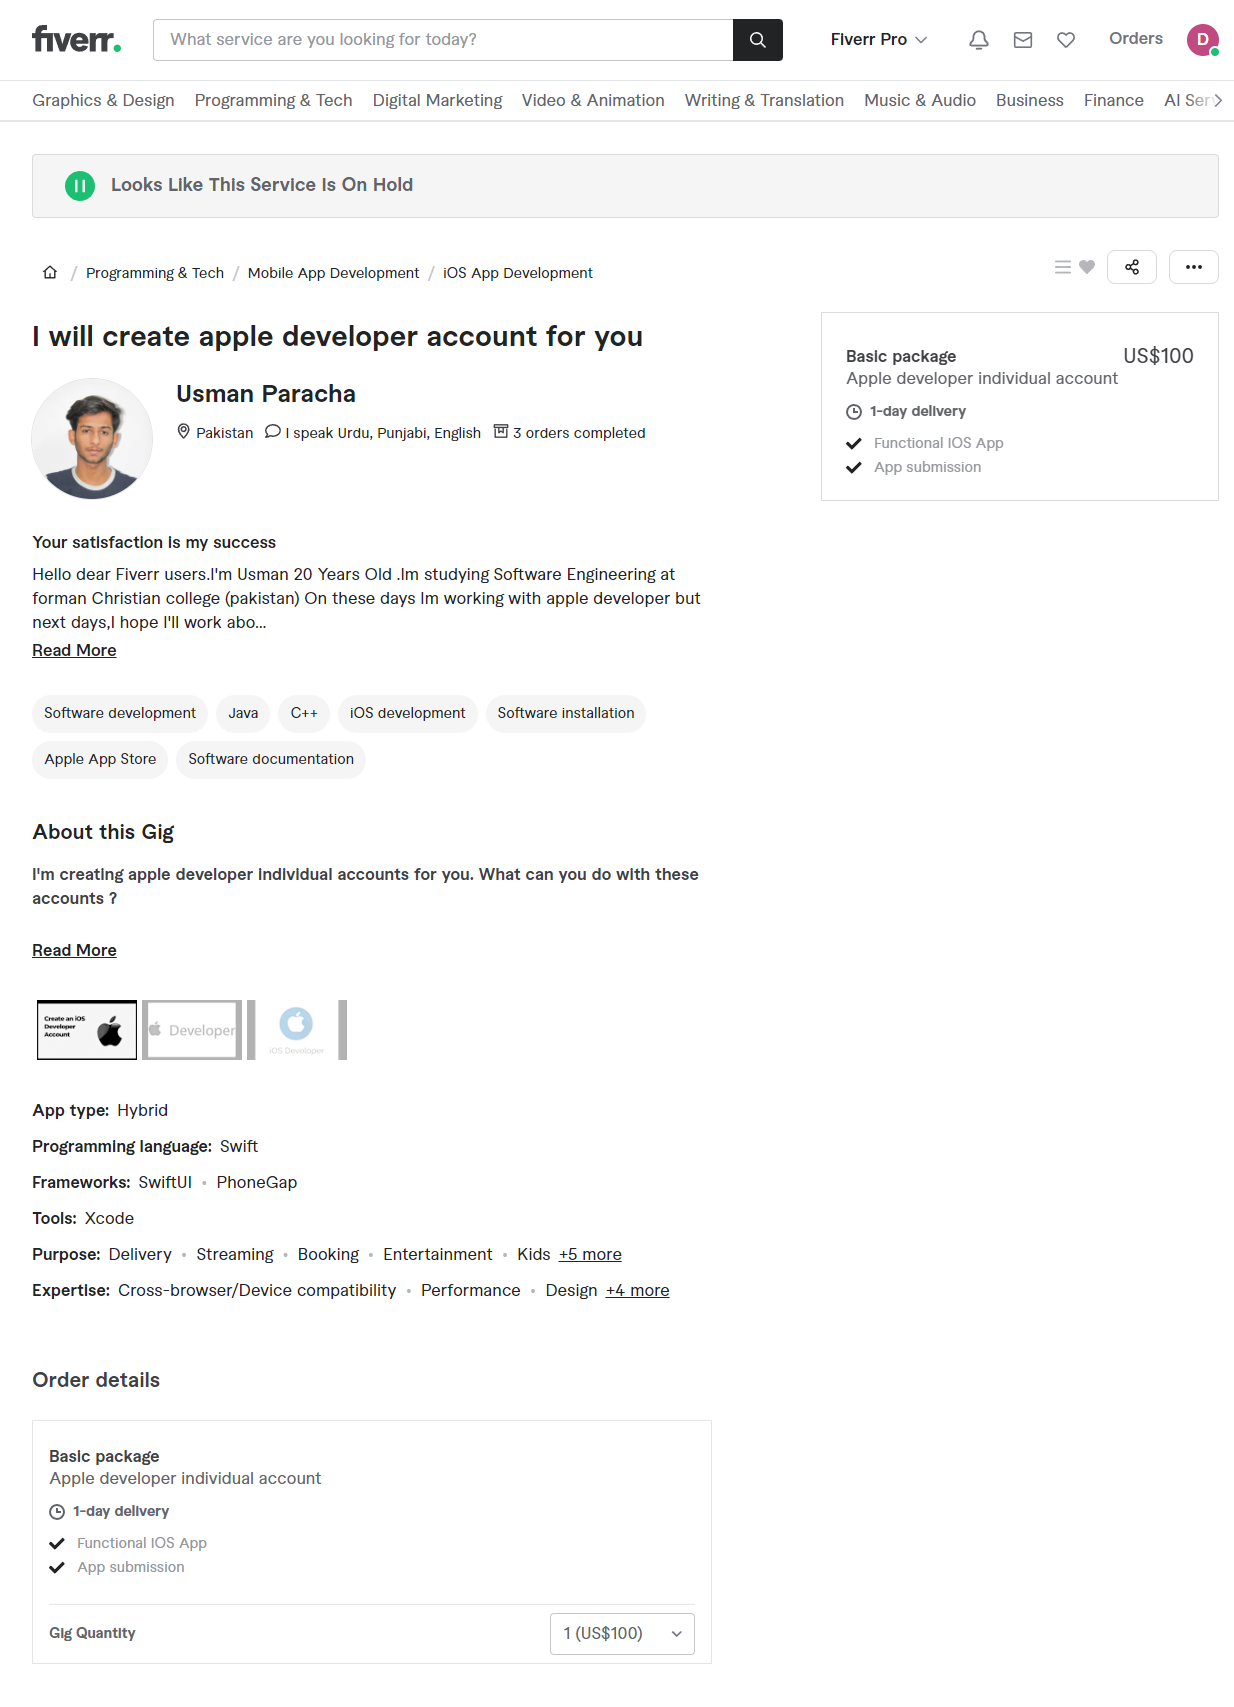 fiverr.
What service are you looking for today?
Fiverr Pro
Orders
D
Graphics & Design
Programming & Tech
Digital Marketing
Video & Animation
Writing & Translation
Music & Audio
Business
Finance
AI Serv
Looks Like This Service Is On Hold
/ Programming & Tech / Mobile App Development / iOS App Development
I will create apple developer account for you
Usman Paracha
Pakistan
I speak Urdu, Punjabi, English
3 orders completed
Basic package
US$100
Apple developer individual account
1-day delivery
Functional IOS App
App submission
Your satisfaction is my success
Hello dear Fiverr users.I'm Usman 20 Years Old .Im studying Software Engineering at
forman Christian college (pakistan) On these days Im working with apple developer but
next days,I hope I'll work abo...
Read More
Software development
Java
C++
iOS development
Software installation
Apple App Store
Software documentation
About this Gig
I'm creating apple developer individual accounts for you. What can you do with these
accounts ?
Read More
Create an iOS
Developer
Account
Developer
iOS Developer
App type: Hybrid
Programming language: Swift
Frameworks: SwiftUI • PhoneGap
Tools: Xcode
Purpose: Delivery • Streaming • Booking • Entertainment • Kids +5 more
Expertise: Cross-browser/Device compatibility • Performance • Design +4 more
Order details
Basic package
Apple developer individual account
1-day delivery
Functional IOS App
App submission
Gig Quantity
1 (US$100)